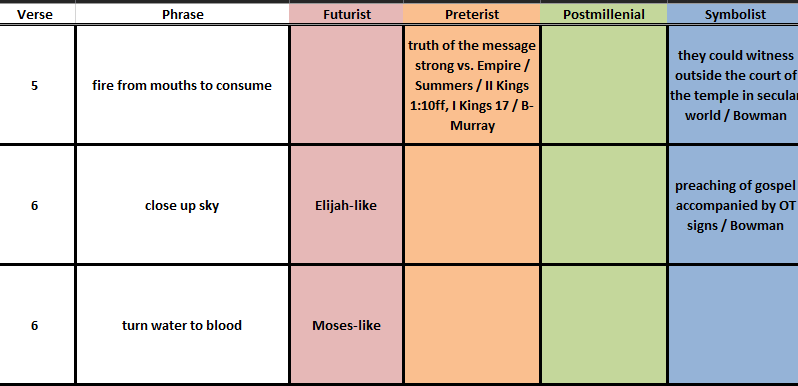 Verse Phrase Futurist Preterist Postmillenial Symbolist
5
fire from mouths to consume
truth of the message
strong vs. Empire /
Summers / II Kings
1:10ff, I Kings 17 / B-
Murray
they could witness
outside the court of
the temple in secular
world / Bowman
6
close up sky
Elijah-like
preaching of gospel
accompanied by OT
signs / Bowman
6
turn water to blood
Moses-like